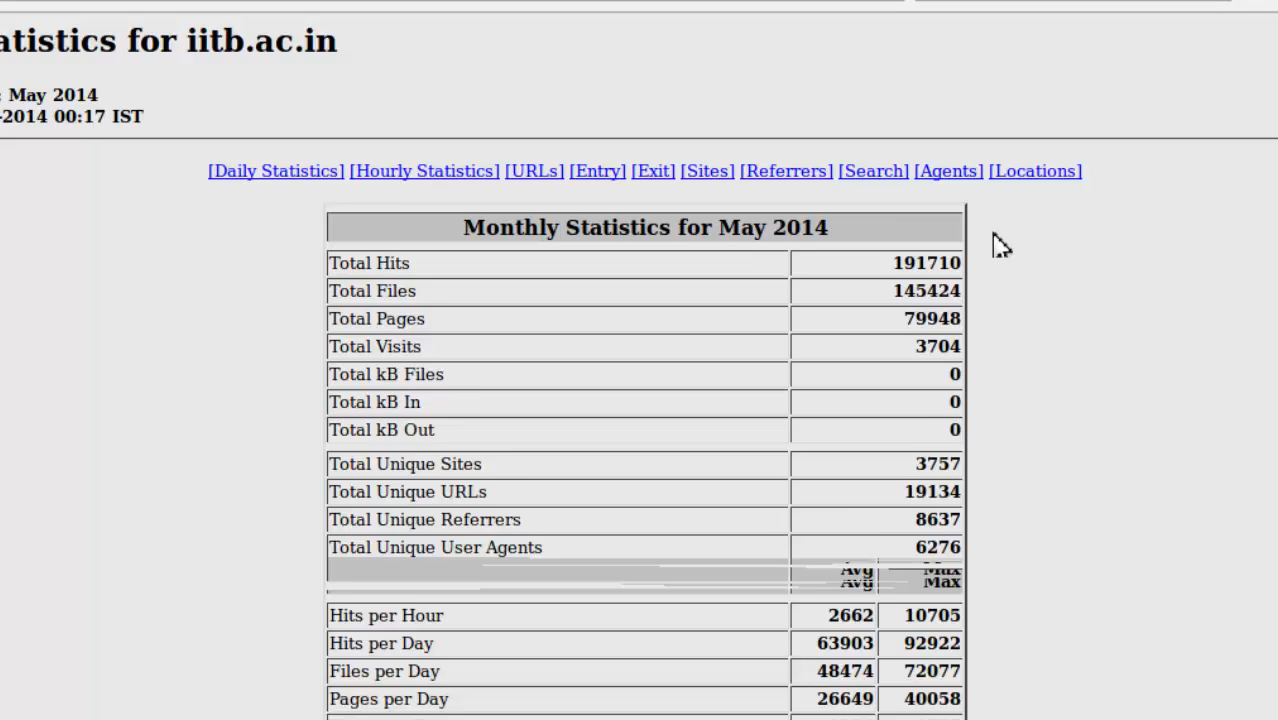 atistics for iitb.ac.in
: May 2014
-2014 00:17 IST
[Daily Statistics] [Hourly Statistics] [URLs] [Entry] [Exit] [Sites] [Referrers] [Search] [Agents] [Locations]
Monthly Statistics for May 2014
Total Hits 191710
Total Files 145424
Total Pages 79948
Total Visits 3704
Total kB Files 0
Total kB In 0
Total kB Out 0
Total Unique Sites 3757
Total Unique URLs 19134
Total Unique Referrers 8637
Total Unique User Agents 6276
Avg Max
Avg Max
Hits per Hour 2662 10705
Hits per Day 63903 92922
Files per Day 48474 72077
Pages per Day 26649 40058